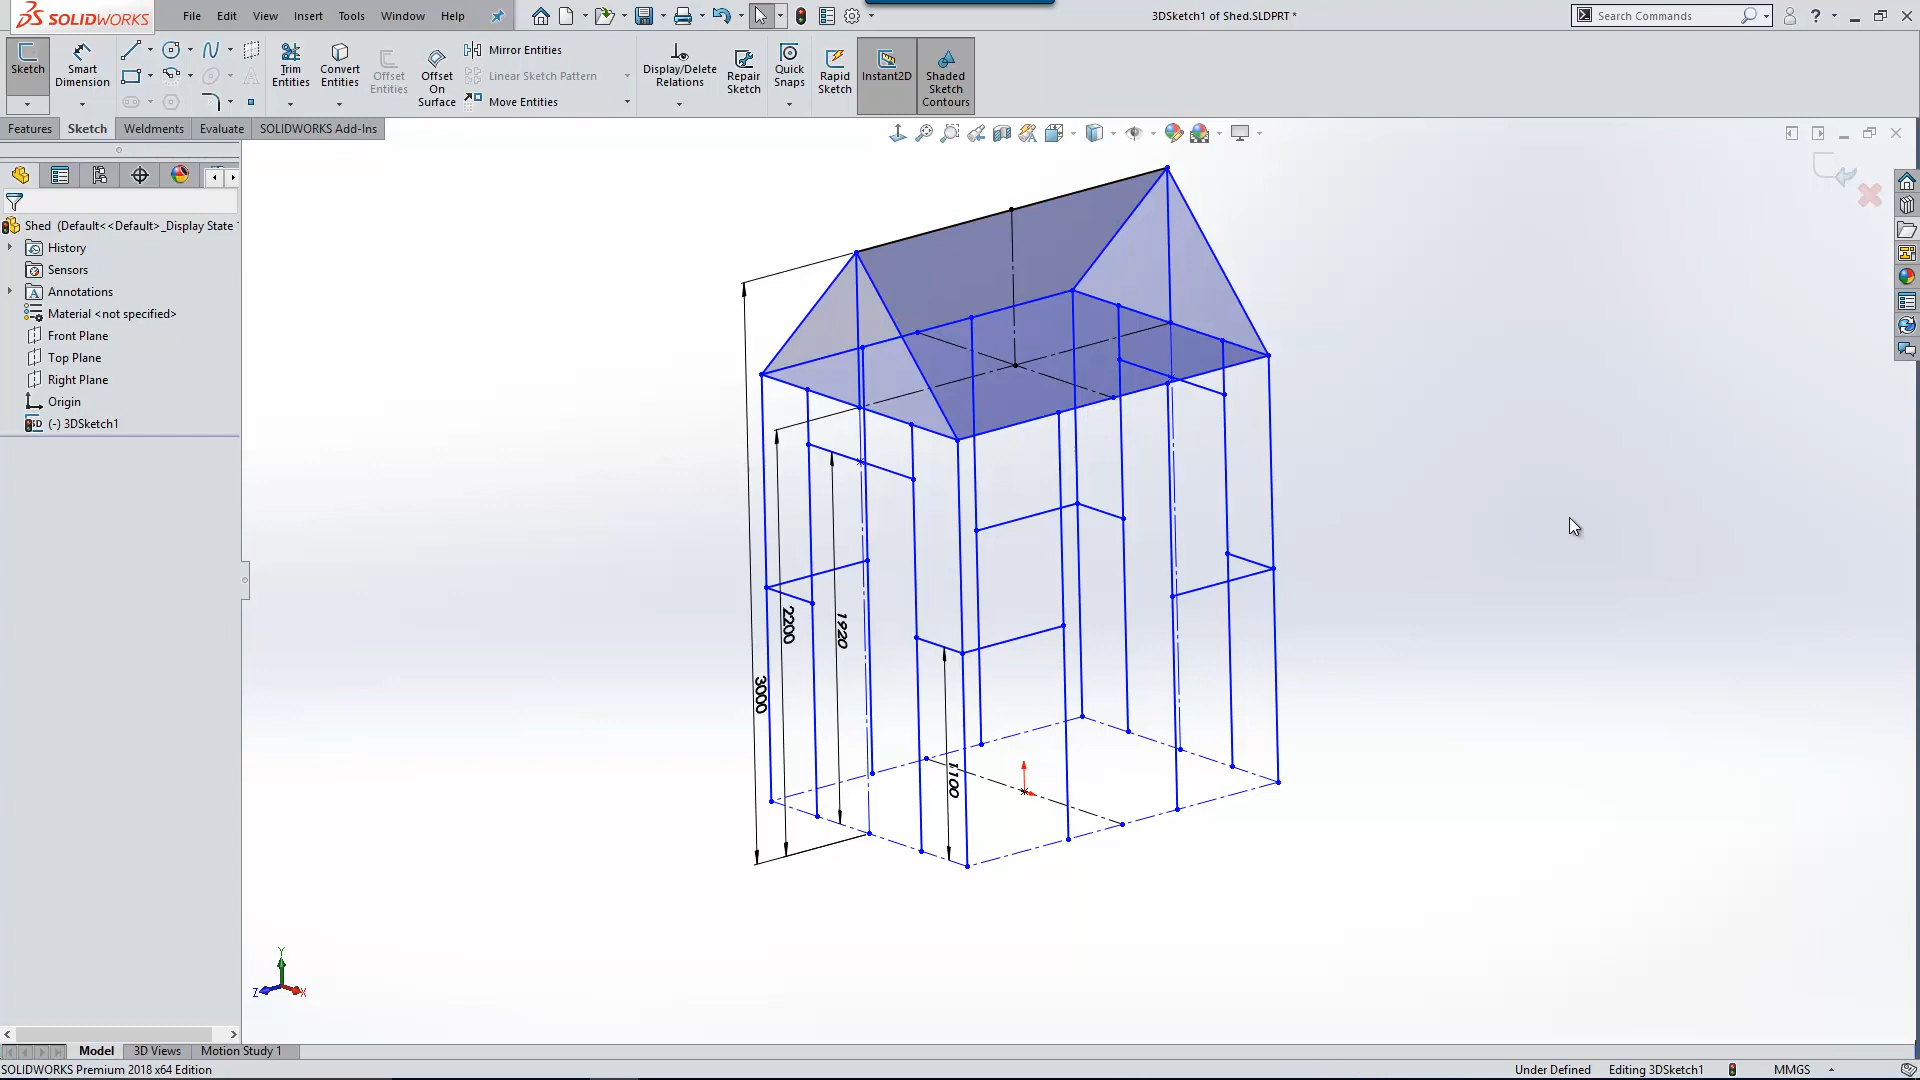 SOLIDWORKS
File Edit View Insert Tools Window Help
3DSketch1 of Shed.SLDPRT *
Search Commands
?
Sketch
Smart Dimension
Trim Entities
Convert Entities
Offset Entities
Offset On Surface
Mirror Entities
Linear Sketch Pattern
Move Entities
Display/Delete Relations
Repair Sketch
Quick Snaps
Rapid Sketch
Instant2D
Shaded Sketch Contours
Features Sketch Weldments Evaluate SOLIDWORKS Add-Ins
Shed (Default<<Default>_Display State
History
Sensors
A Annotations
Material <not specified>
Front Plane
Top Plane
Right Plane
Origin
3D (-) 3DSketch1
3000
2200
1920
1100
Y
Z X
Model 3D Views Motion Study 1
SOLIDWORKS Premium 2018 x64 Edition
Under Defined Editing 3DSketch1 MMGS